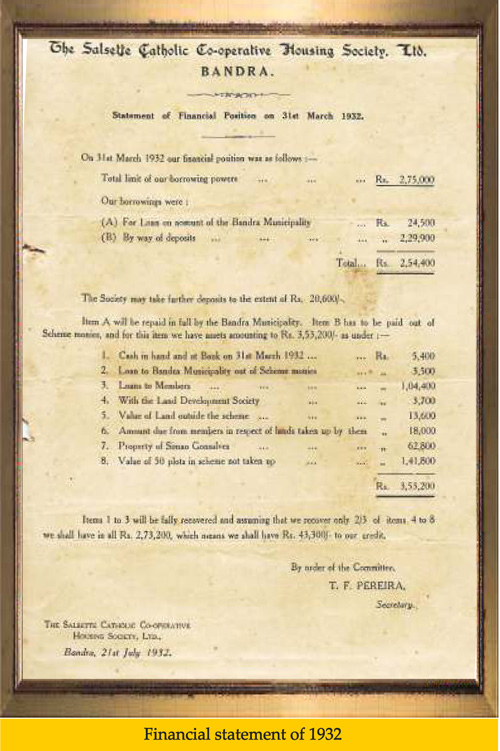 The Salsette Catholic Co-operative Housing Society. Ltd.
BANDRA.
Statement of Financial Position on 31st March 1932.
On 31st March 1932 our financial position was as follows :—
Total limit of our borrowing powers ... ... ... Rs. 2,75,000
Our borrowings were :
(A) For Loan on account of the Bandra Municipality ... Rs. 24,500
(B) By way of deposits ... ... ... ... „ 2,29,900
Total... Rs. 2,54,400
The Society may take further deposits to the extent of Rs. 20,600/-.
Item A will be repaid in full by the Bandra Municipality. Item B has to be paid out of
Scheme monies, and for this item we have assets amounting to Rs. 3,53,200/- as under :—
1. Cash in hand and at Bank on 31st March 1932 ... ... Rs. 5,400
2. Loan to Bandra Municipality out of Scheme monies ... „ 3,500
3. Loans to Members ... ... ... ... „ 1,04,400
4. With the Land Development Society ... ... „ 3,700
5. Value of Land outside the scheme ... ... ... „ 13,600
6. Amount due from members in respect of lands taken up by them „ 18,000
7. Property of Simao Gonsalves ... ... ... „ 62,800
8. Value of 50 plots in scheme not taken up ... ... „ 1,41,800
Rs. 3,53,200
Items 1 to 3 will be fully recovered and assuming that we recover only 2/3 of items 4 to 8
we shall have in all Rs. 2,73,200, which means we shall have Rs. 43,300/- to our credit.
By order of the Committee,
T. F. PEREIRA,
Secretary.
THE SALSETTE CATHOLIC CO-OPERATIVE
HOUSING SOCIETY, LTD.,
Bandra, 21st July 1932.
Financial statement of 1932